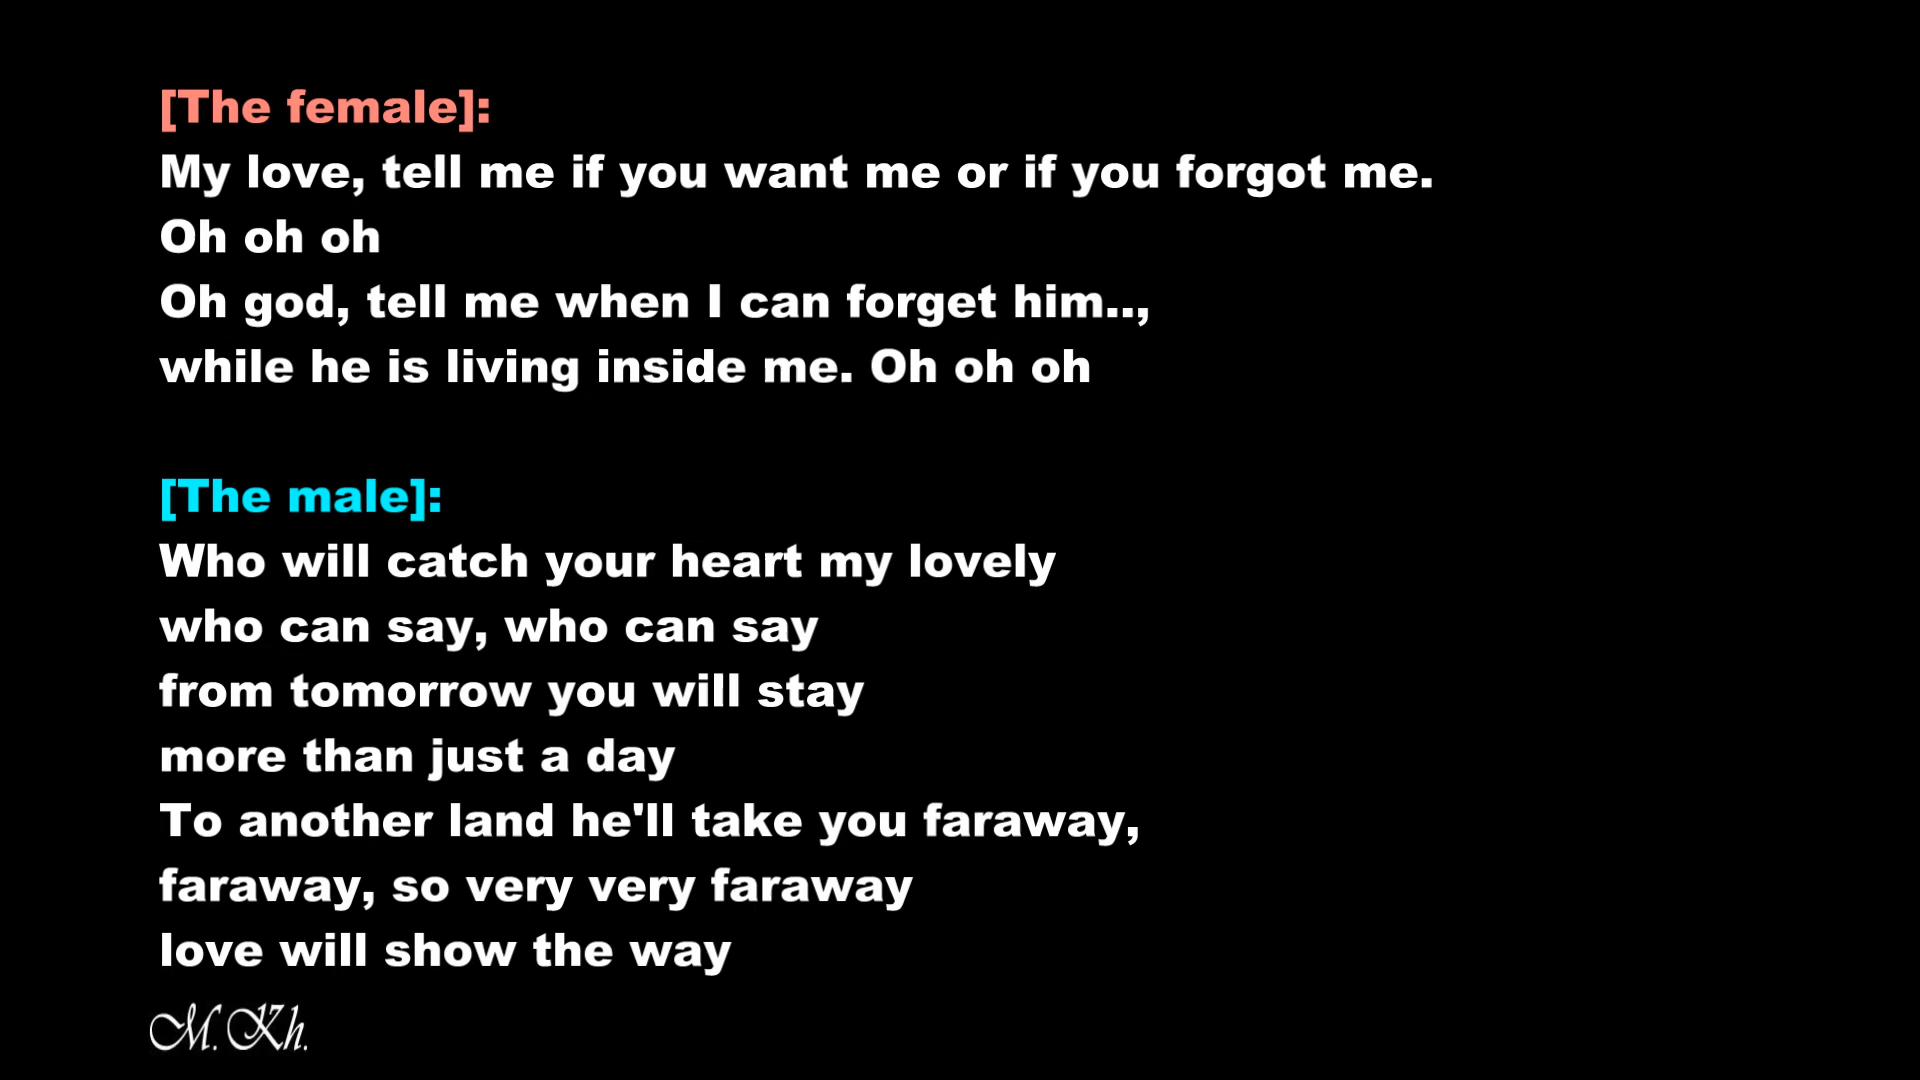 [The female]:
My love, tell me if you want me or if you forgot me.
Oh oh oh
Oh god, tell me when I can forget him..,
while he is living inside me. Oh oh oh
[The male]:
Who will catch your heart my lovely
who can say, who can say
from tomorrow you will stay
more than just a day
To another land he'll take you faraway,
faraway, so very very faraway
love will show the way
M. Kh.